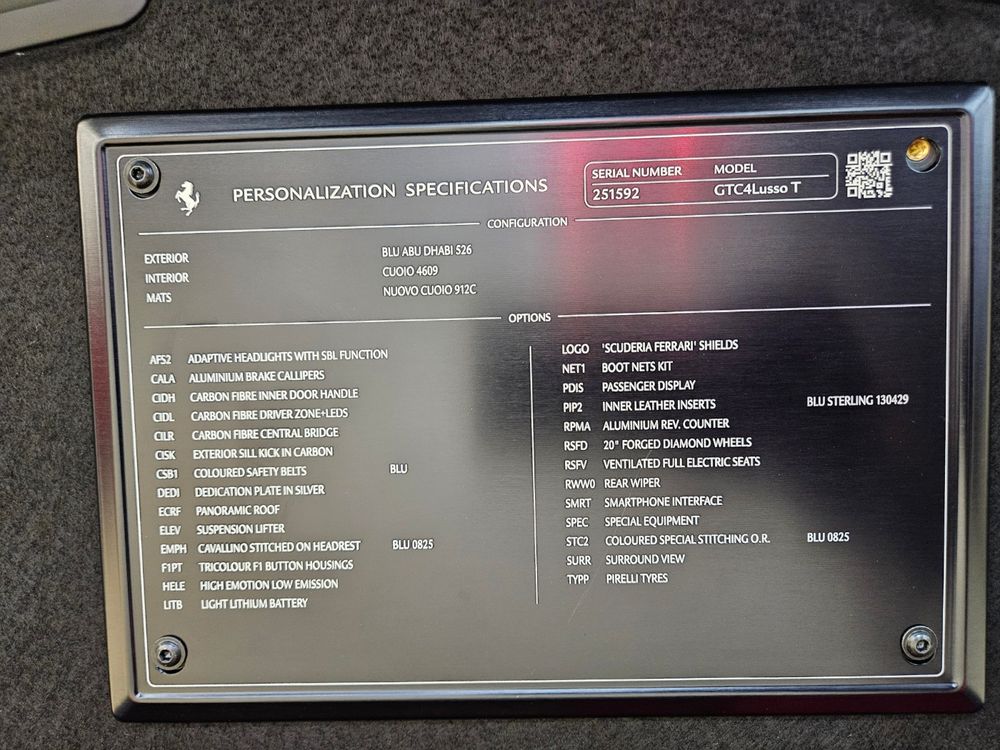 PERSONALIZATION SPECIFICATIONS
SERIAL NUMBER MODEL
251592 GTC4Lusso T
CONFIGURATION
EXTERIOR BLU ABU DHABI 526
INTERIOR CUOIO 4609
MATS NUOVO CUOIO 912C
OPTIONS
AFS2 ADAPTIVE HEADLIGHTS WITH SBL FUNCTION
CALA ALUMINIUM BRAKE CALLIPERS
CIDH CARBON FIBRE INNER DOOR HANDLE
CIDL CARBON FIBRE DRIVER ZONE+LEDS
CILR CARBON FIBRE CENTRAL BRIDGE
CISK EXTERIOR SILL KICK IN CARBON
CSB1 COLOURED SAFETY BELTS BLU
DEDI DEDICATION PLATE IN SILVER
ECRF PANORAMIC ROOF
ELEV SUSPENSION LIFTER
EMPH CAVALLINO STITCHED ON HEADREST BLU 0825
F1PT TRICOLOUR F1 BUTTON HOUSINGS
HELE HIGH EMOTION LOW EMISSION
LITB LIGHT LITHIUM BATTERY
LOGO 'SCUDERIA FERRARI' SHIELDS
NET1 BOOT NETS KIT
PDIS PASSENGER DISPLAY
PIP2 INNER LEATHER INSERTS BLU STERLING 130429
RPMA ALUMINIUM REV. COUNTER
RSFD 20" FORGED DIAMOND WHEELS
RSFV VENTILATED FULL ELECTRIC SEATS
RWW0 REAR WIPER
SMRT SMARTPHONE INTERFACE
SPEC SPECIAL EQUIPMENT
STC2 COLOURED SPECIAL STITCHING O.R. BLU 0825
SURR SURROUND VIEW
TYPP PIRELLI TYRES